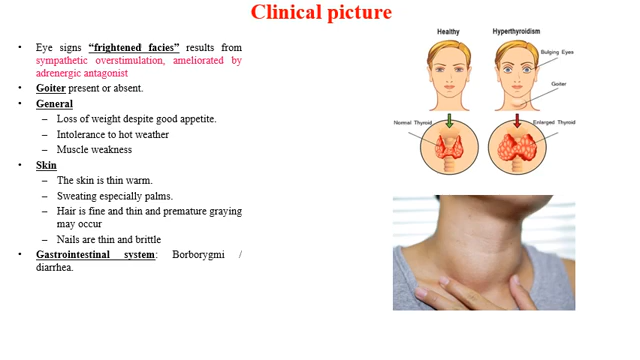 Clinical picture
• Eye signs “frightened facies” results from
sympathetic overstimulation, ameliorated by
adrenergic antagonist
• Goiter present or absent.
• General
– Loss of weight despite good appetite.
– Intolerance to hot weather
– Muscle weakness
• Skin
– The skin is thin warm.
– Sweating especially palms.
– Hair is fine and thin and premature graying
may occur
– Nails are thin and brittle
• Gastrointestinal system: Borborygmi /
diarrhea.
Healthy
Hyperthyroidism
Bulging Eyes
Goiter
Normal Thyroid
Enlarged Thyroid